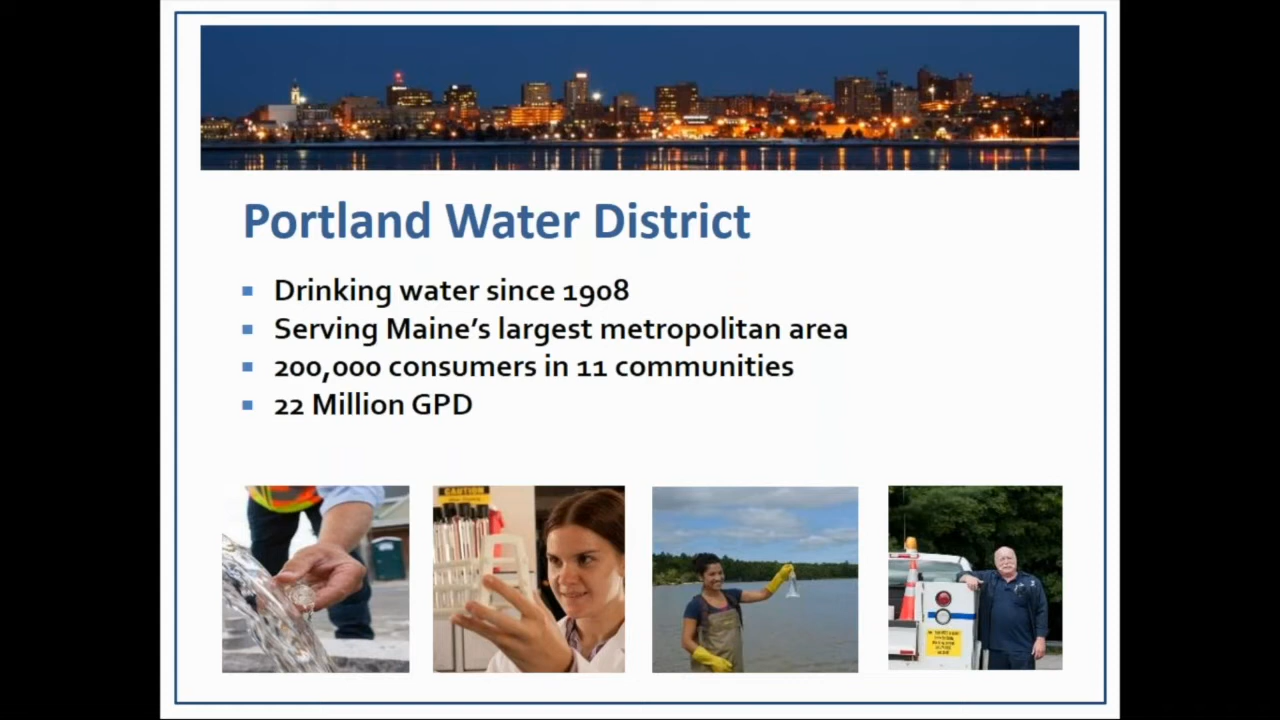 Portland Water District
Drinking water since 1908
Serving Maine's largest metropolitan area
200,000 consumers in 11 communities
22 Million GPD
CAUTION